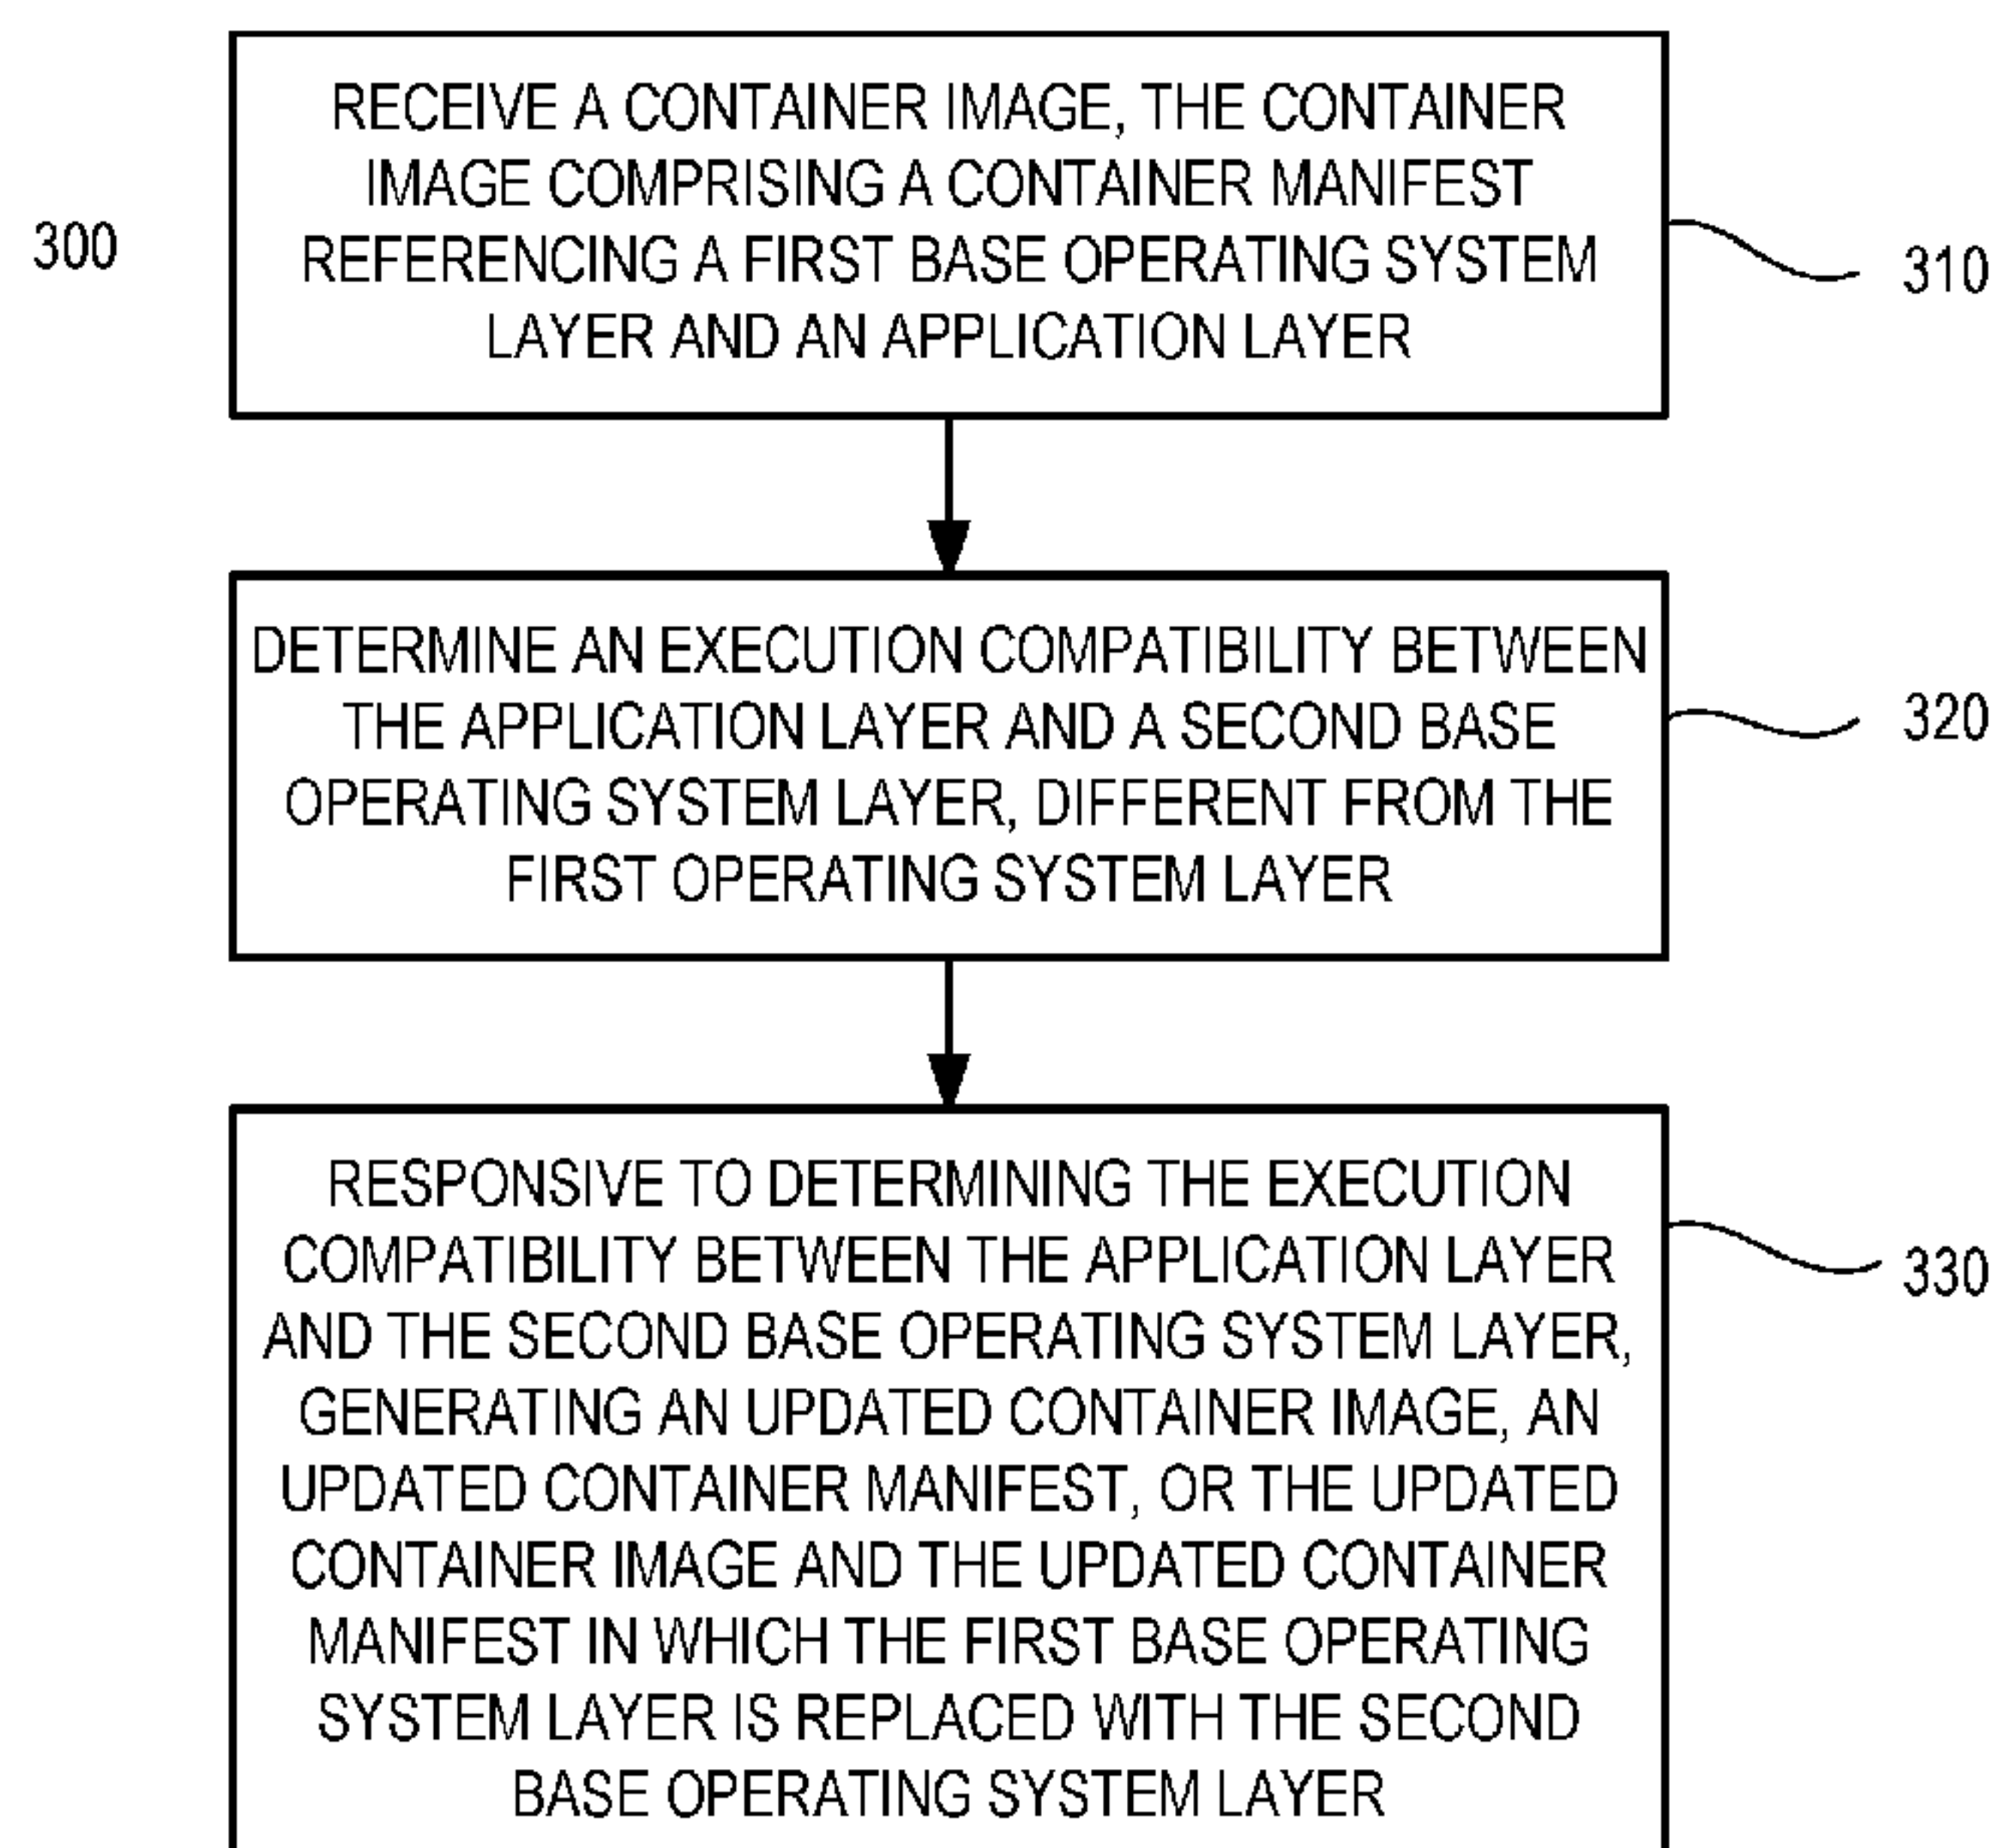 RECEIVE A CONTAINER IMAGE, THE CONTAINER
IMAGE COMPRISING A CONTAINER MANIFEST
REFERENCING A FIRST BASE OPERATING SYSTEM
LAYER AND AN APPLICATION LAYER
300
310
DETERMINE AN EXECUTION COMPATIBILITY BETWEEN
THE APPLICATION LAYER AND A SECOND BASE
OPERATING SYSTEM LAYER, DIFFERENT FROM THE
FIRST OPERATING SYSTEM LAYER
320
RESPONSIVE TO DETERMINING THE EXECUTION
COMPATIBILITY BETWEEN THE APPLICATION LAYER
AND THE SECOND BASE OPERATING SYSTEM LAYER,
GENERATING AN UPDATED CONTAINER IMAGE, AN
UPDATED CONTAINER MANIFEST, OR THE UPDATED
CONTAINER IMAGE AND THE UPDATED CONTAINER
MANIFEST IN WHICH THE FIRST BASE OPERATING
SYSTEM LAYER IS REPLACED WITH THE SECOND
BASE OPERATING SYSTEM LAYER
330